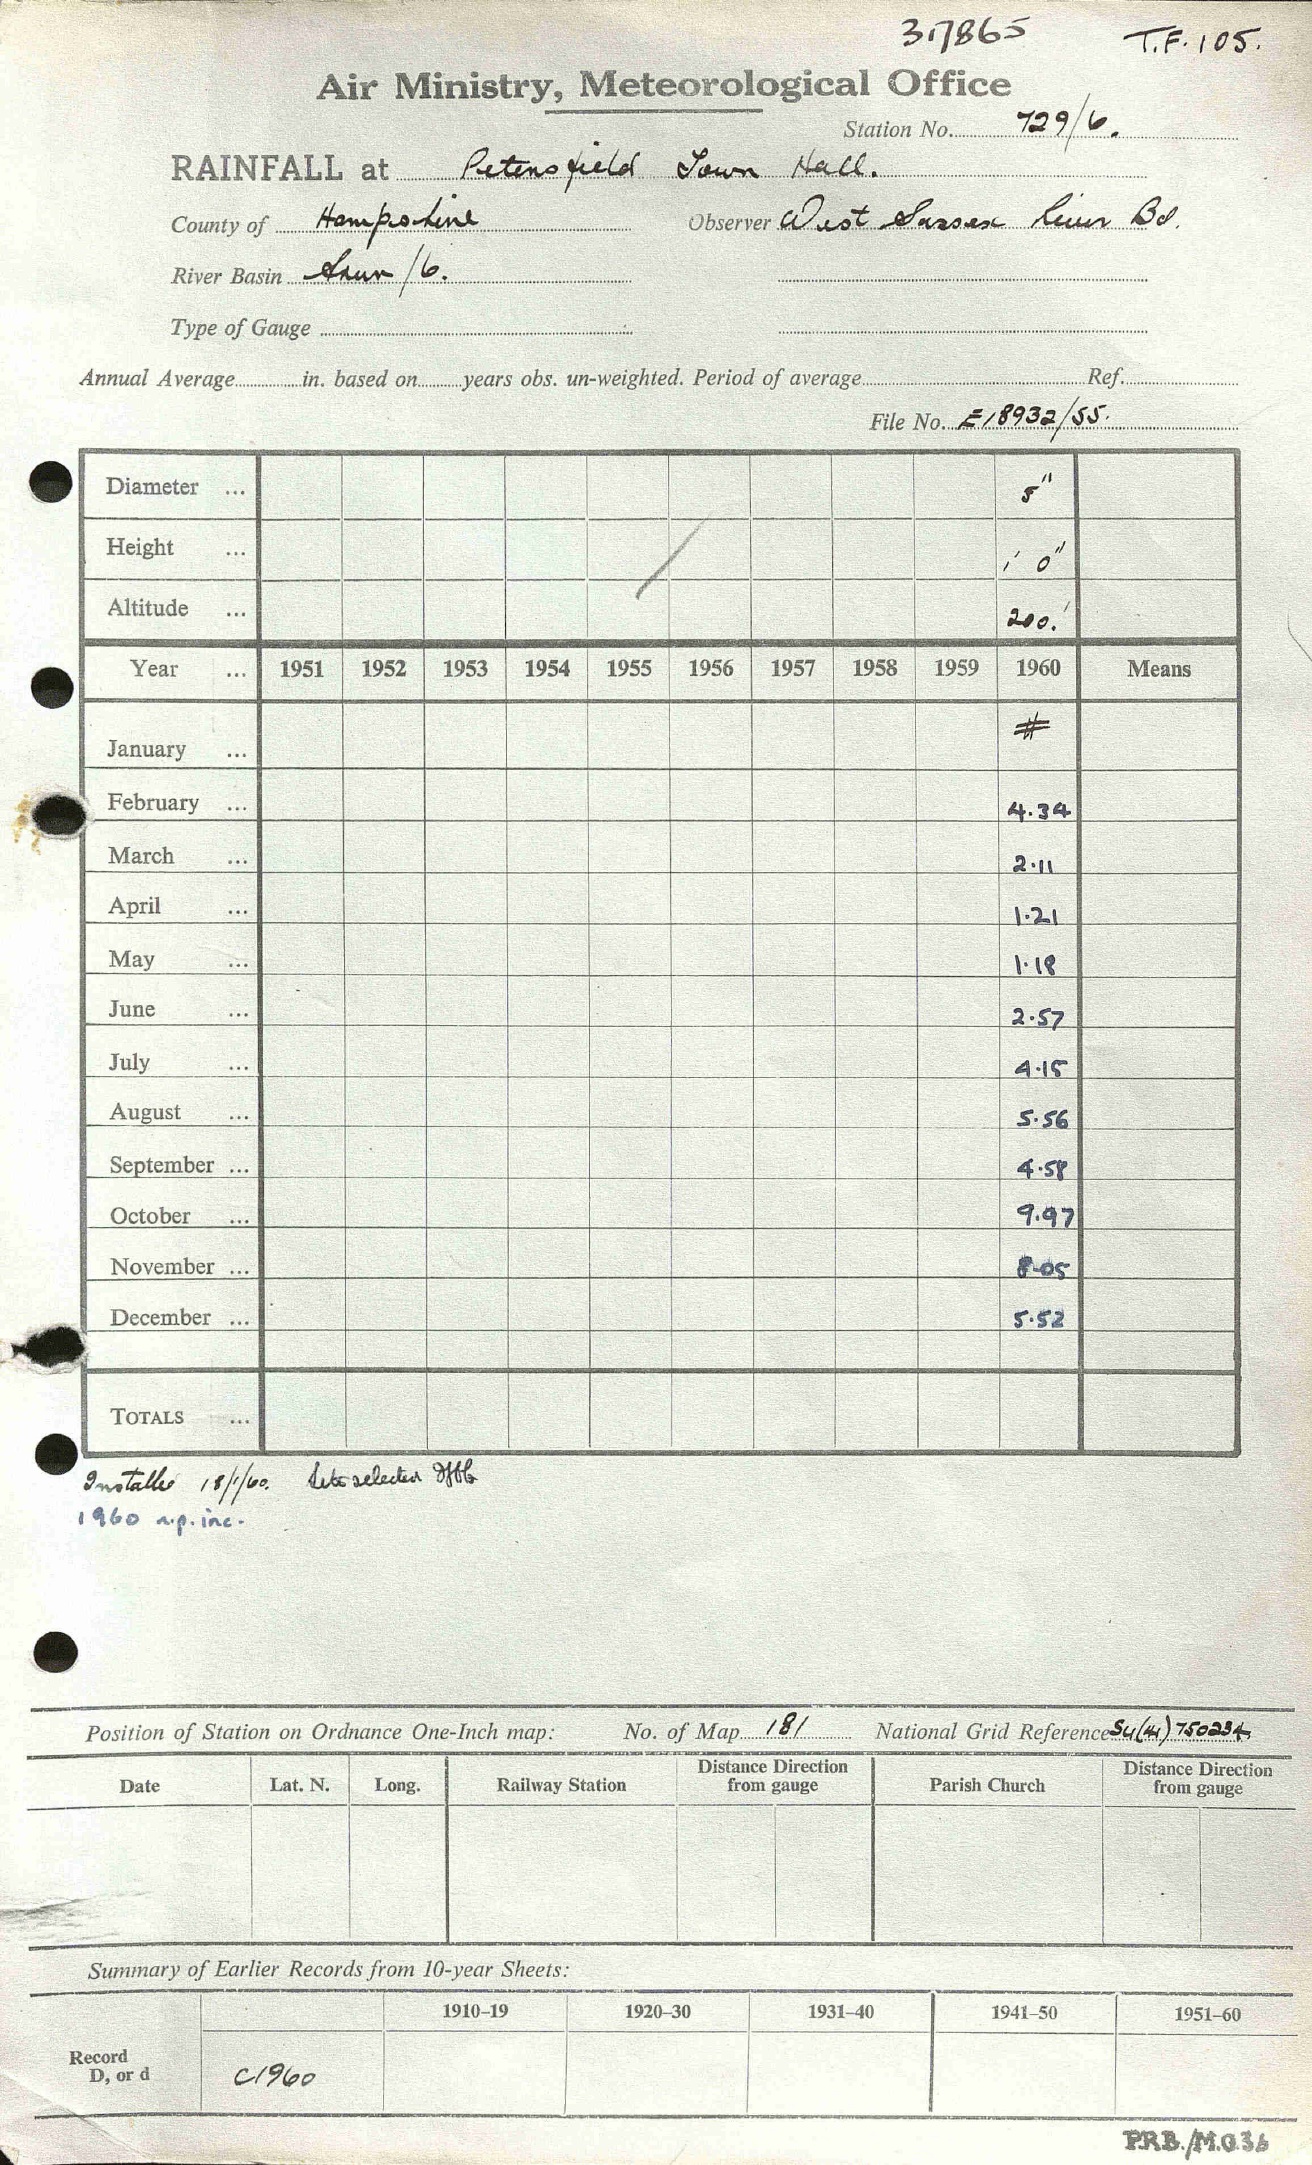 317865 T.F. 105.
Air Ministry, Meteorological Office
Station No. 729/6.
RAINFALL at Petersfield Town Hall.
County of Hampshire Observer West Sussex River Bd.
River Basin Arun /6.
Type of Gauge
Annual Average in. based on years obs. un-weighted. Period of average Ref.
File No. E18932/55.
Diameter ... 5"
Height ... 1' 0"
Altitude ... 200.'
Year ... 1951 1952 1953 1954 1955 1956 1957 1958 1959 1960 Means
January ... #
February ... 4.34
March ... 2.11
April ... 1.21
May ... 1.18
June ... 2.57
July ... 4.15
August ... 5.56
September ... 4.58
October ... 9.97
November ... 8.05
December ... 5.52
TOTALS ...
Installed 18/1/60. Site selected
1960 n.p. inc.
Position of Station on Ordnance One-Inch map: No. of Map 181 National Grid Reference SU(41) 750234
Date Lat. N. Long. Railway Station Distance Direction from gauge Parish Church Distance Direction from gauge
Summary of Earlier Records from 10-year Sheets:
1910–19 1920–30 1931–40 1941–50 1951–60
Record
D, or d C1960
P.R.B./M.O.36